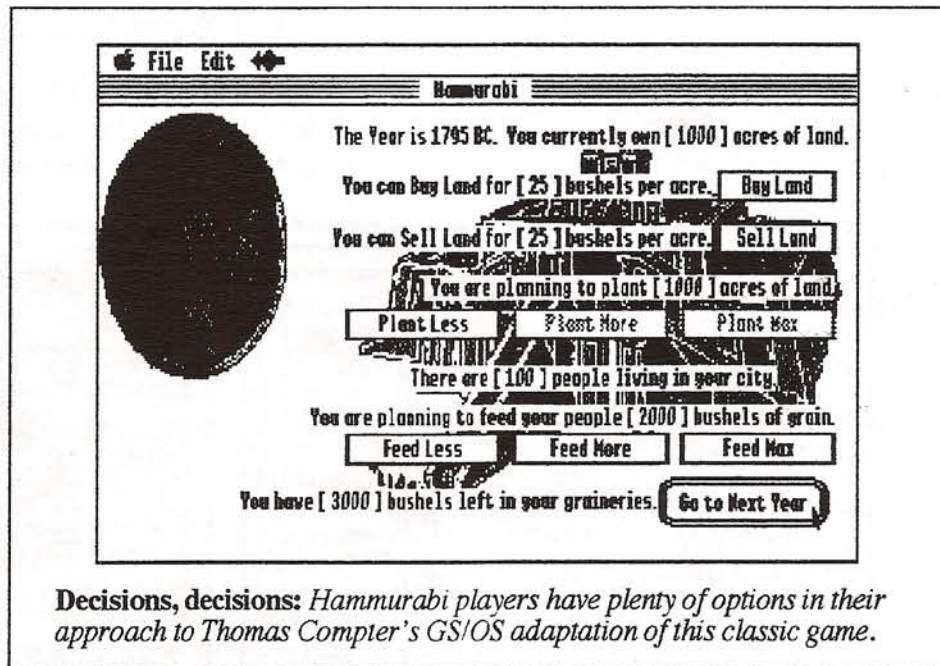 File Edit
Hammurabi
The Year is 1795 BC. You currently own [ 1000 ] acres of land.
You can Buy Land for [ 25 ] bushels per acre. Buy Land
You can Sell Land for [ 25 ] bushels per acre. Sell Land
You are planning to plant [ 1000 ] acres of land.
Plant Less Plant More Plant Max
There are [ 100 ] people living in your city.
You are planning to feed your people [ 2000 ] bushels of grain.
Feed Less Feed More Feed Max
You have [ 3000 ] bushels left in your graineries. Go to Next Year
Decisions, decisions: Hammurabi players have plenty of options in their
approach to Thomas Compter's GS/OS adaptation of this classic game.